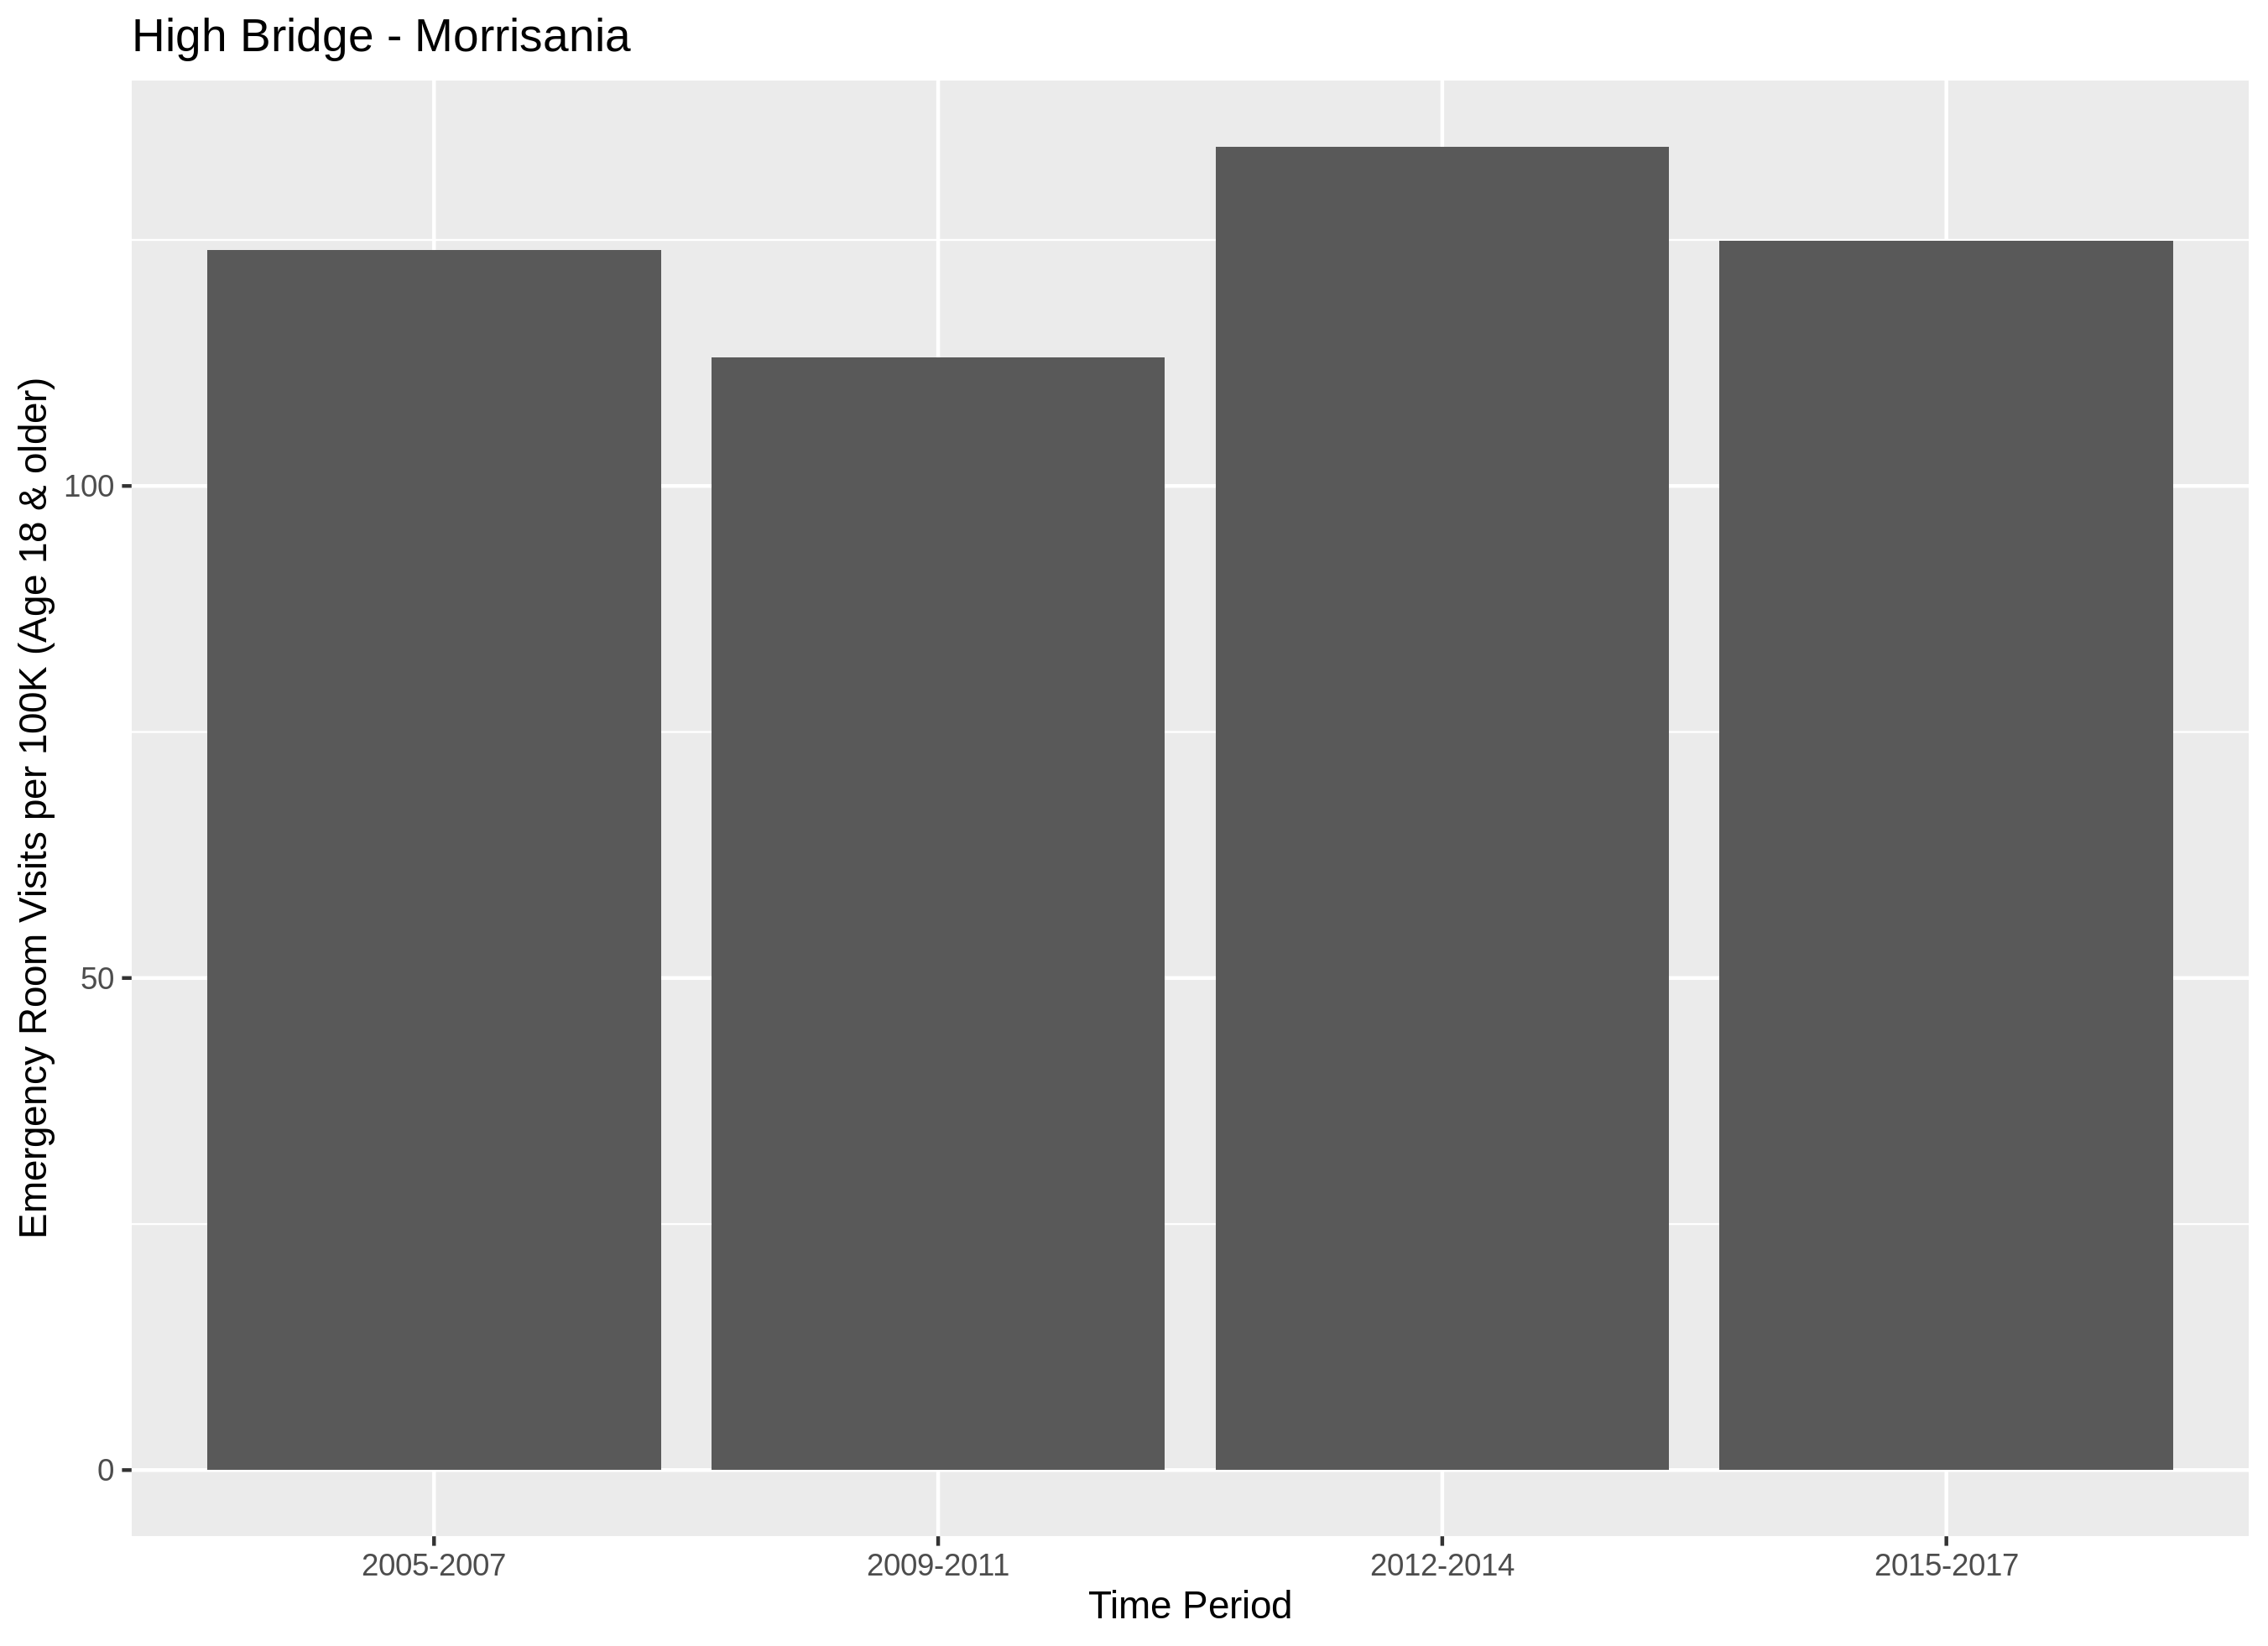 High Bridge - Morrisania
Emergency Room Visits per 100K (Age 18 & older)
100
50
0
2005-2007
2009-2011
2012-2014
2015-2017
Time Period